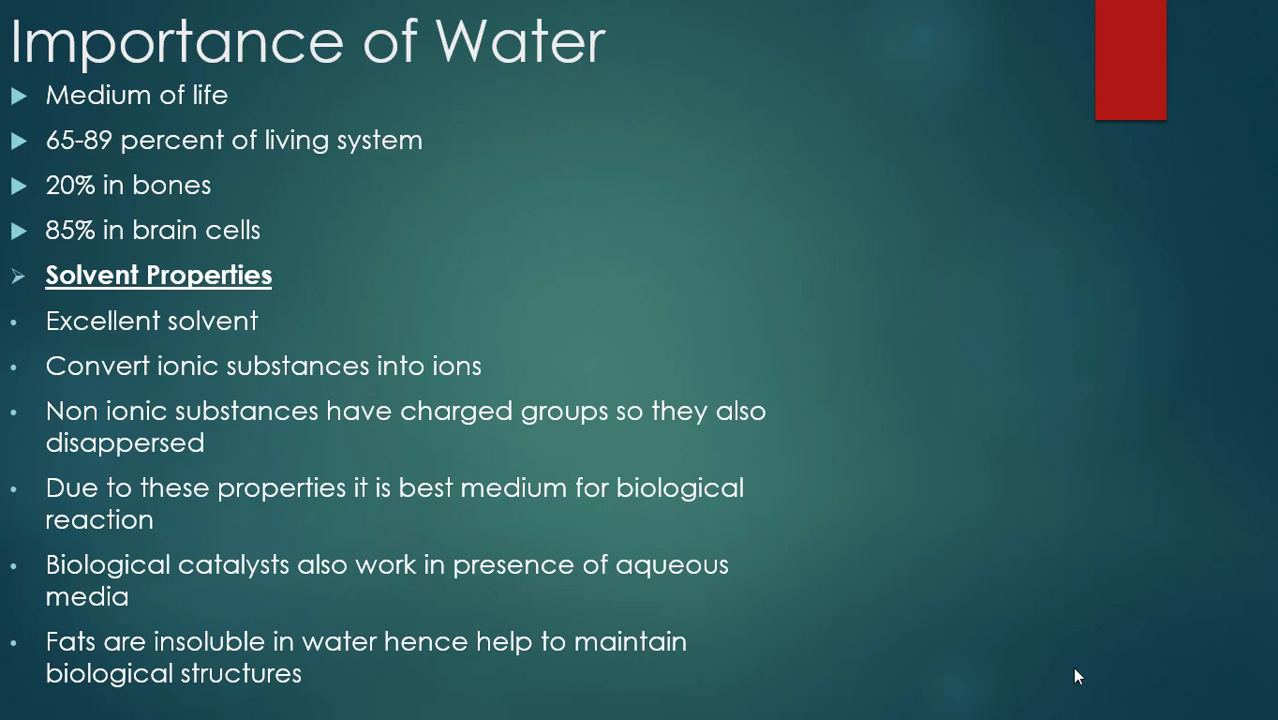 Importance of Water
Medium of life
65-89 percent of living system
20% in bones
85% in brain cells
Solvent Properties
Excellent solvent
Convert ionic substances into ions
Non ionic substances have charged groups so they also
disappersed
Due to these properties it is best medium for biological
reaction
Biological catalysts also work in presence of aqueous
media
Fats are insoluble in water hence help to maintain
biological structures